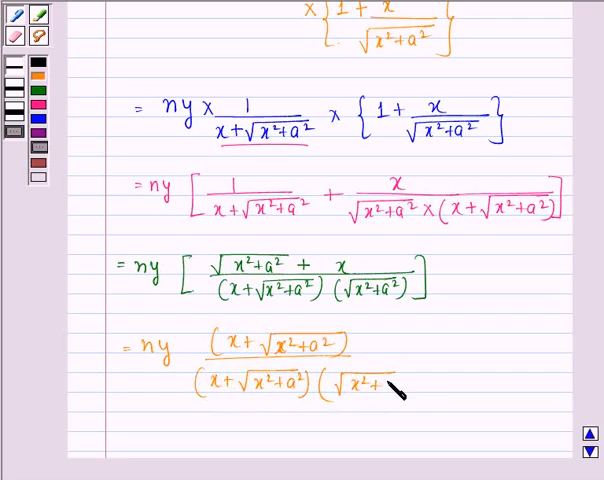 × { 1 + x / √(x²+a²) }
= ny × 1 / (x+√(x²+a²)) × { 1 + x / √(x²+a²) }
= ny [ 1 / (x+√(x²+a²)) + x / (√(x²+a²) × (x+√(x²+a²))) ]
= ny [ (√(x²+a²) + x) / ((x+√(x²+a²)) (√(x²+a²))) ]
= ny (x+√(x²+a²)) / ((x+√(x²+a²)) (√(x²+